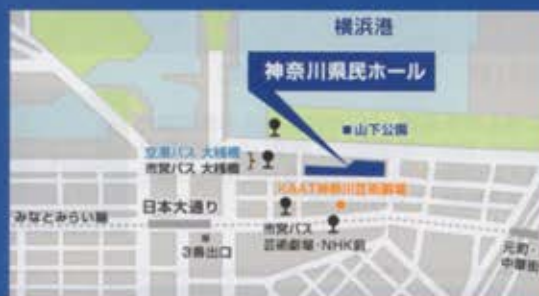 横浜港
神奈川県民ホール
■山下公園
空港バス 大桟橋
市営バス 大桟橋
KAAT神奈川芸術劇場
みなとみらい線
日本大通り
市営バス
芸術劇場・NHK前
3番出口
元町・
中華街